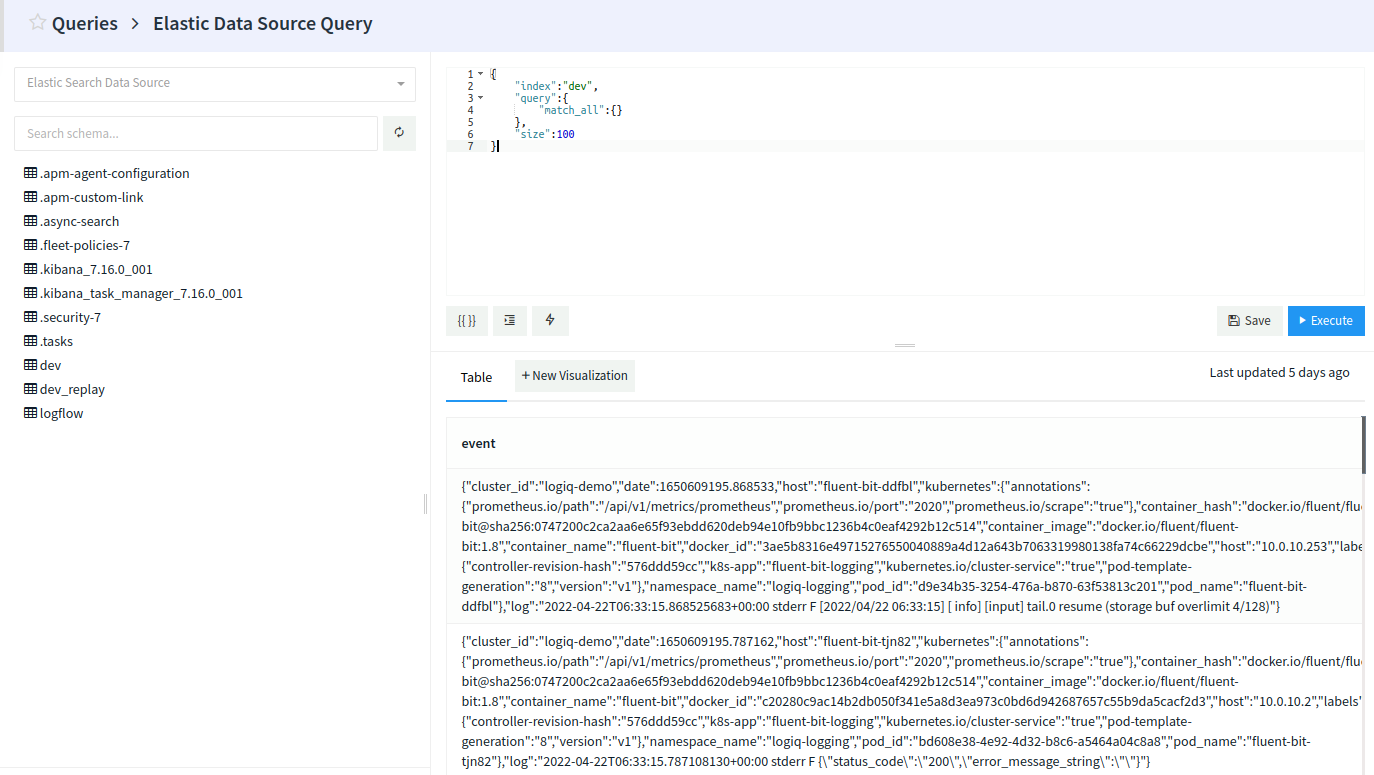 Queries > Elastic Data Source Query
Elastic Search Data Source
Search schema...
.apm-agent-configuration
.apm-custom-link
.async-search
.fleet-policies-7
.kibana_7.16.0_001
.kibana_task_manager_7.16.0_001
.security-7
.tasks
dev
dev_replay
logflow
1 {
2 "index":"dev",
3 "query":{
4 "match_all":{}
5 },
6 "size":100
7 }
{{ }}
Save
Execute
Table
+ New Visualization
Last updated 5 days ago
event
{"cluster_id":"logiq-demo","date":1650609195.868533,"host":"fluent-bit-ddfbl","kubernetes":{"annotations":
{"prometheus.io/path":"/api/v1/metrics/prometheus","prometheus.io/port":"2020","prometheus.io/scrape":"true"},"container_hash":"docker.io/fluent/flu
bit@sha256:0747200c2ca2aa6e65f93ebdd620deb94e10fb9bbc1236b4c0eaf4292b12c514","container_image":"docker.io/fluent/fluent-
bit:1.8","container_name":"fluent-bit","docker_id":"3ae5b8316e49715276550040889a4d12a643b7063319980138fa74c66229dcbe","host":"10.0.10.253","labe
{"controller-revision-hash":"576ddd59cc","k8s-app":"fluent-bit-logging","kubernetes.io/cluster-service":"true","pod-template-
generation":"8","version":"v1"},"namespace_name":"logiq-logging","pod_id":"d9e34b35-3254-476a-b870-63f53813c201","pod_name":"fluent-bit-
ddfbl"},"log":"2022-04-22T06:33:15.868525683+00:00 stderr F [2022/04/22 06:33:15] [ info] [input] tail.0 resume (storage buf overlimit 4/128)"}
{"cluster_id":"logiq-demo","date":1650609195.787162,"host":"fluent-bit-tjn82","kubernetes":{"annotations":
{"prometheus.io/path":"/api/v1/metrics/prometheus","prometheus.io/port":"2020","prometheus.io/scrape":"true"},"container_hash":"docker.io/fluent/flu
bit@sha256:0747200c2ca2aa6e65f93ebdd620deb94e10fb9bbc1236b4c0eaf4292b12c514","container_image":"docker.io/fluent/fluent-
bit:1.8","container_name":"fluent-bit","docker_id":"c20280c9ac14b2db050f341e5a8d3ea973c0bd6d942687657c55b9da5cacf2d3","host":"10.0.10.2","labels"
{"controller-revision-hash":"576ddd59cc","k8s-app":"fluent-bit-logging","kubernetes.io/cluster-service":"true","pod-template-
generation":"8","version":"v1"},"namespace_name":"logiq-logging","pod_id":"bd608e38-4e92-4d32-b8c6-a5464a04c8a8","pod_name":"fluent-bit-
tjn82"},"log":"2022-04-22T06:33:15.787108130+00:00 stderr F {\"status_code\":\"200\",\"error_message_string\":\"\"}"}